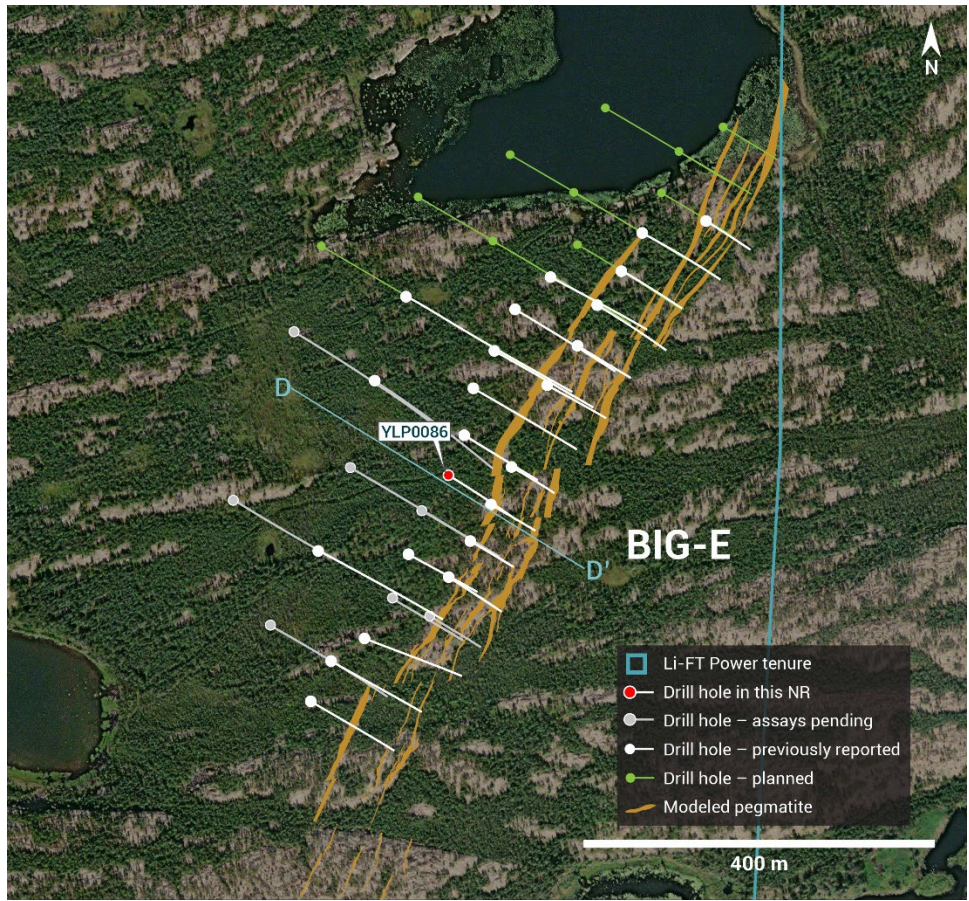 N
D
YLP0086
BIG-E
D'
Li-FT Power tenure
Drill hole in this NR
Drill hole – assays pending
Drill hole – previously reported
Drill hole – planned
Modeled pegmatite
400 m